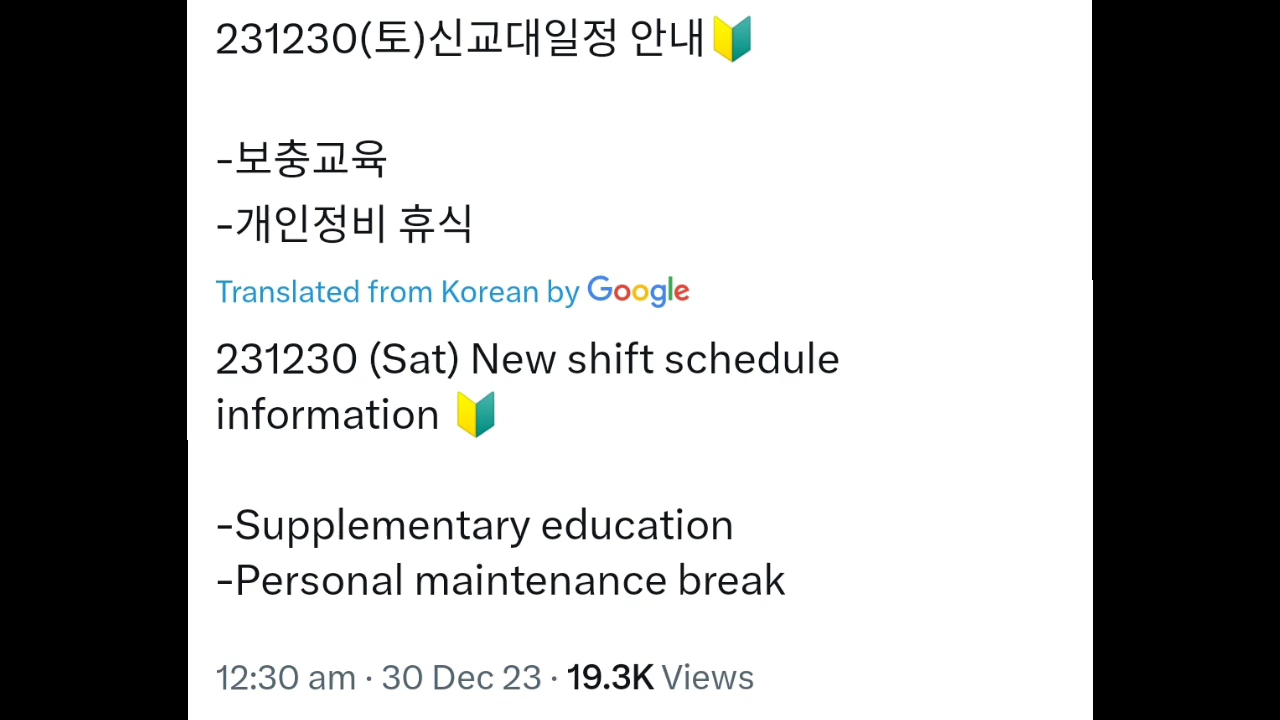 231230(토)신교대일정 안내🔰
-보충교육
-개인정비 휴식
Translated from Korean by Google
231230 (Sat) New shift schedule
information 🔰
-Supplementary education
-Personal maintenance break
12:30 am · 30 Dec 23 · 19.3K Views